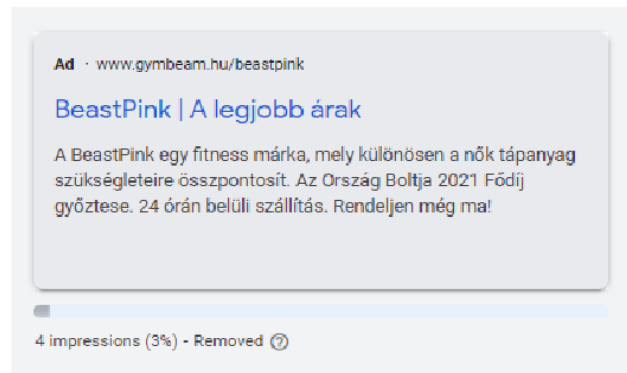 Ad · www.gymbeam.hu/beastpink
BeastPink | A legjobb árak
A BeastPink egy fitness márka, mely különösen a nők tápanyag
szükségleteire összpontosít. Az Ország Boltja 2021 Fődíj
győztese. 24 órán belüli szállítás. Rendeljen még ma!
4 impressions (3%) - Removed ?